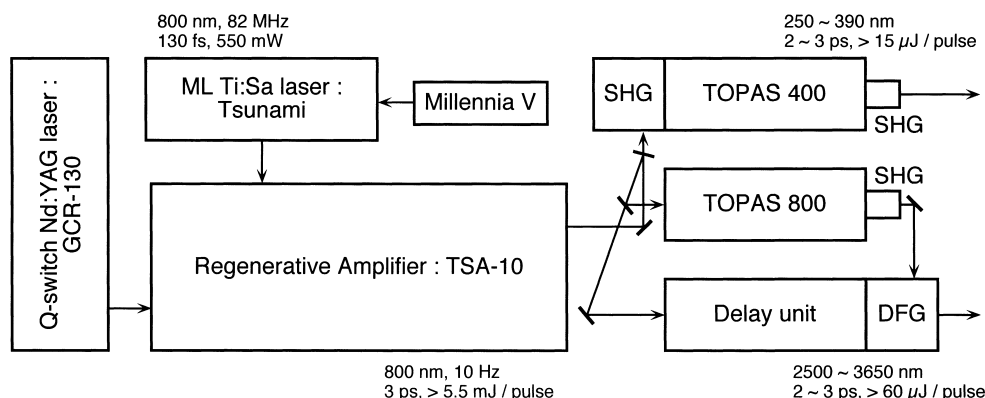 800 nm, 82 MHz
130 fs, 550 mW
250 ~ 390 nm
2 ~ 3 ps, > 15 µJ / pulse
Q-switch Nd:YAG laser :
GCR-130
ML Ti:Sa laser :
Tsunami
Millennia V
SHG
TOPAS 400
SHG
SHG
TOPAS 800
Regenerative Amplifier : TSA-10
Delay unit
DFG
800 nm, 10 Hz
3 ps, > 5.5 mJ / pulse
2500 ~ 3650 nm
2 ~ 3 ps, > 60 µJ / pulse